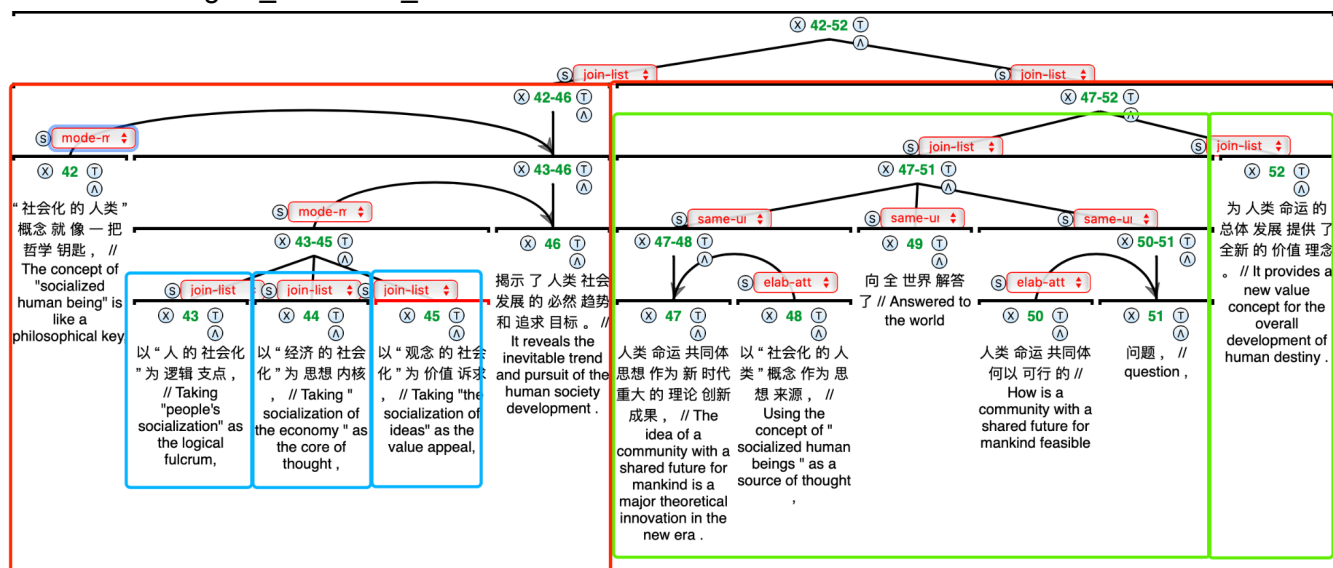 42-52
join-list
join-list
42-46
47-52
mode-m
join-list
join-list
42
43-46
47-51
52
mode-m
same-ur
same-ur
same-ur
43-45
46
47-48
49
50-51
join-list
join-list
join-list
elab-att
elab-att
43
44
45
47
48
50
51
“ 社会化 的 人类 ”
概念 就 像 一 把
哲学 钥匙 ， //
The concept of
"socialized
human being" is
like a
philosophical key
以 “ 人 的 社会化
” 为 逻辑 支点 ，
// Taking
"people's
socialization" as
the logical
fulcrum,
以 “ 经济 的 社会
化 ” 为 思想 内核
， // Taking "
socialization of
the economy " as
the core of
thought ,
以 “ 观念 的 社会
化 ” 为 价值 诉求
， // Taking "the
socialization of
ideas" as the
value appeal,
揭示 了 人类 社会
发展 的 必然 趋势
和 追求 目标 。 //
It reveals the
inevitable trend
and pursuit of the
human society
development .
人类 命运 共同体
思想 作为 新 时代
重大 的 理论 创新
成果 ， // The
idea of a
community with a
shared future for
mankind is a
major theoretical
innovation in the
new era .
以 “ 社会化 的 人
类 ” 概念 作为 思
想 来源 ， //
Using the
concept of "
socialized human
beings " as a
source of thought
,
向 全 世界 解答
了 // Answered to
the world
人类 命运 共同体
何以 可行 的 //
How is a
community with a
shared future for
mankind feasible
问题 ， //
question ,
为 人类 命运 的
总体 发展 提供 了
全新 的 价值 理念
。 // It provides a
new value
concept for the
overall
development of
human destiny .